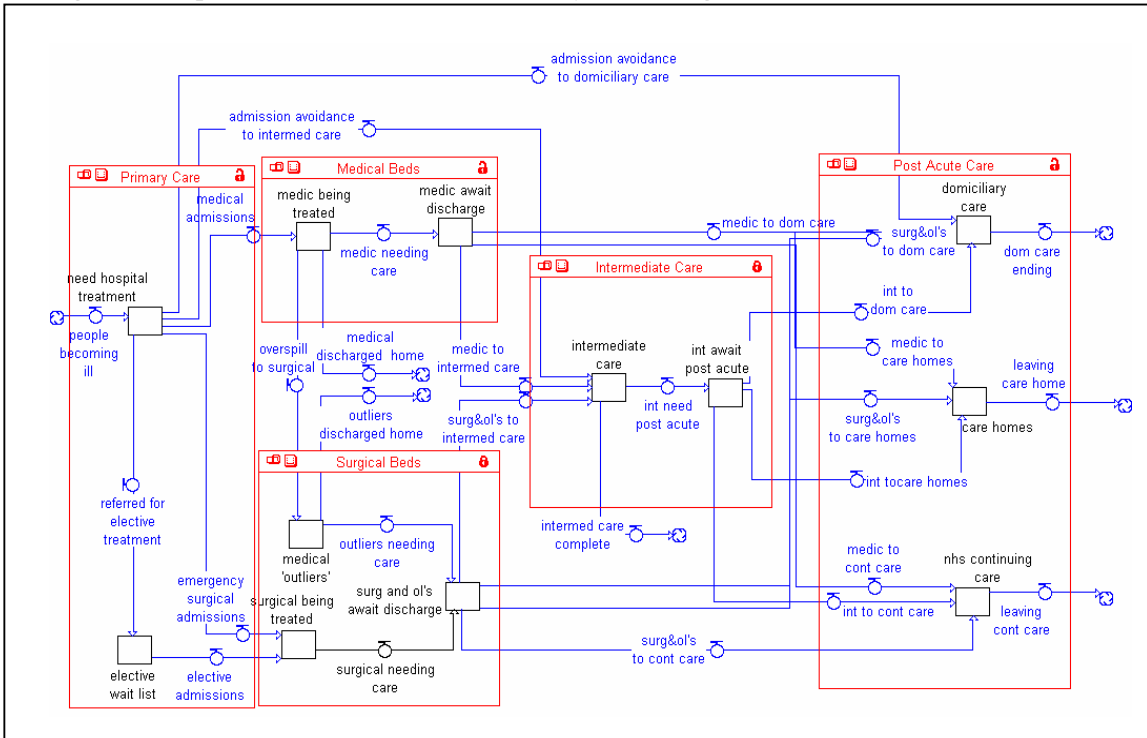 admission avoidance
to domiciliary care
admission avoidance
to intermed care
Primary Care
Medical Beds
Post Acute Care
medical
admissions
medic being
treated
medic await
discharge
domiciliary
care
medic to dom care
medic needing
care
surg&ol's
to dom care
dom care
ending
need hospital
treatment
Intermediate Care
int to
dom care
people
becoming
ill
overspill
to surgical
medical
discharged home
medic to
intermed care
intermediate
care
int await
post acute
medic to
care homes
leaving
care home
outliers
discharged home
surg&ol's to
intermed care
int need
post acute
surg&ol's
to care homes
care homes
Surgical Beds
int tocare homes
referred for
elective
treatment
intermed care
complete
outliers needing
care
medical
'outliers'
medic to
cont care
nhs continuing
care
emergency
surgical
admissions
surg and ol's
await discharge
surgical being
treated
int to cont care
leaving
cont care
surg&ol's
to cont care
surgical needing
care
elective
wait list
elective
admissions